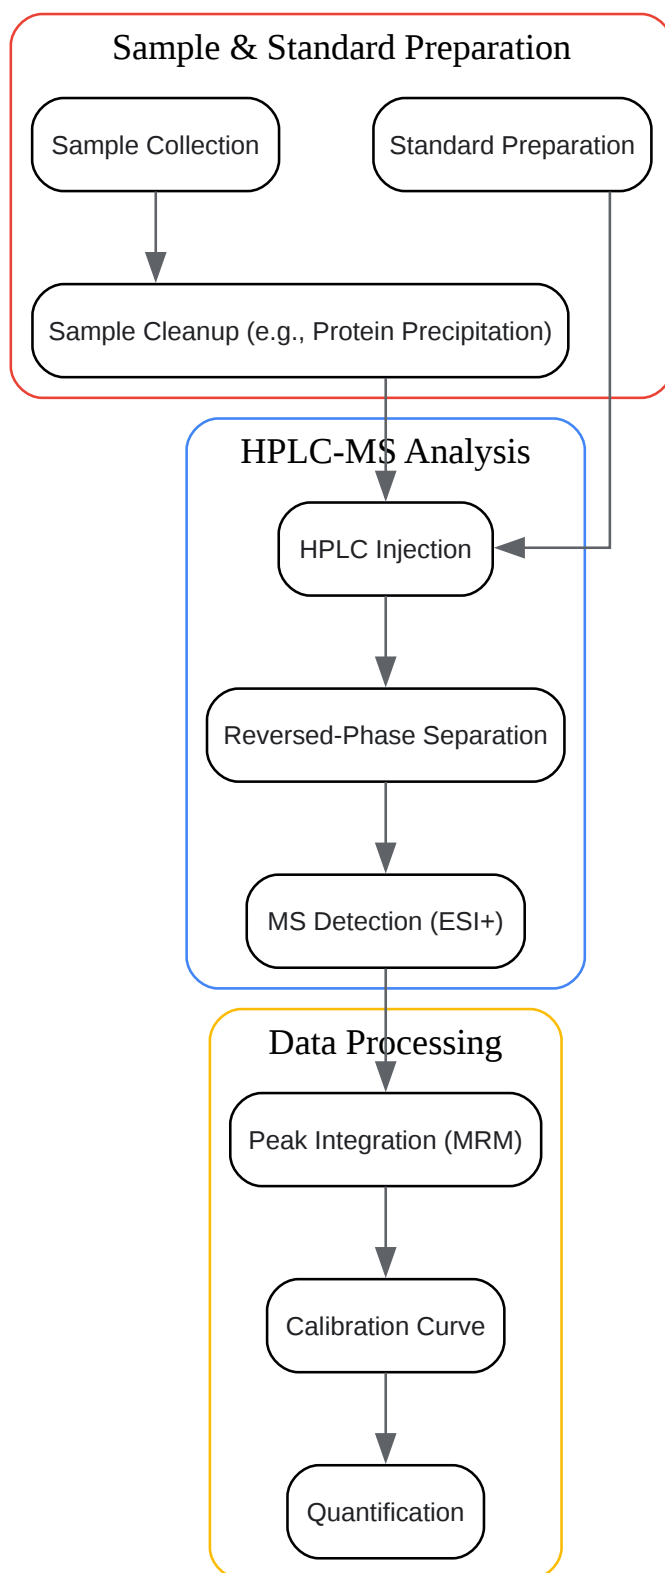 Sample & Standard Preparation
Sample Collection
Standard Preparation
Sample Cleanup (e.g., Protein Precipitation)
HPLC-MS Analysis
HPLC Injection
Reversed-Phase Separation
MS Detection (ESI+)
Data Processing
Peak Integration (MRM)
Calibration Curve
Quantification